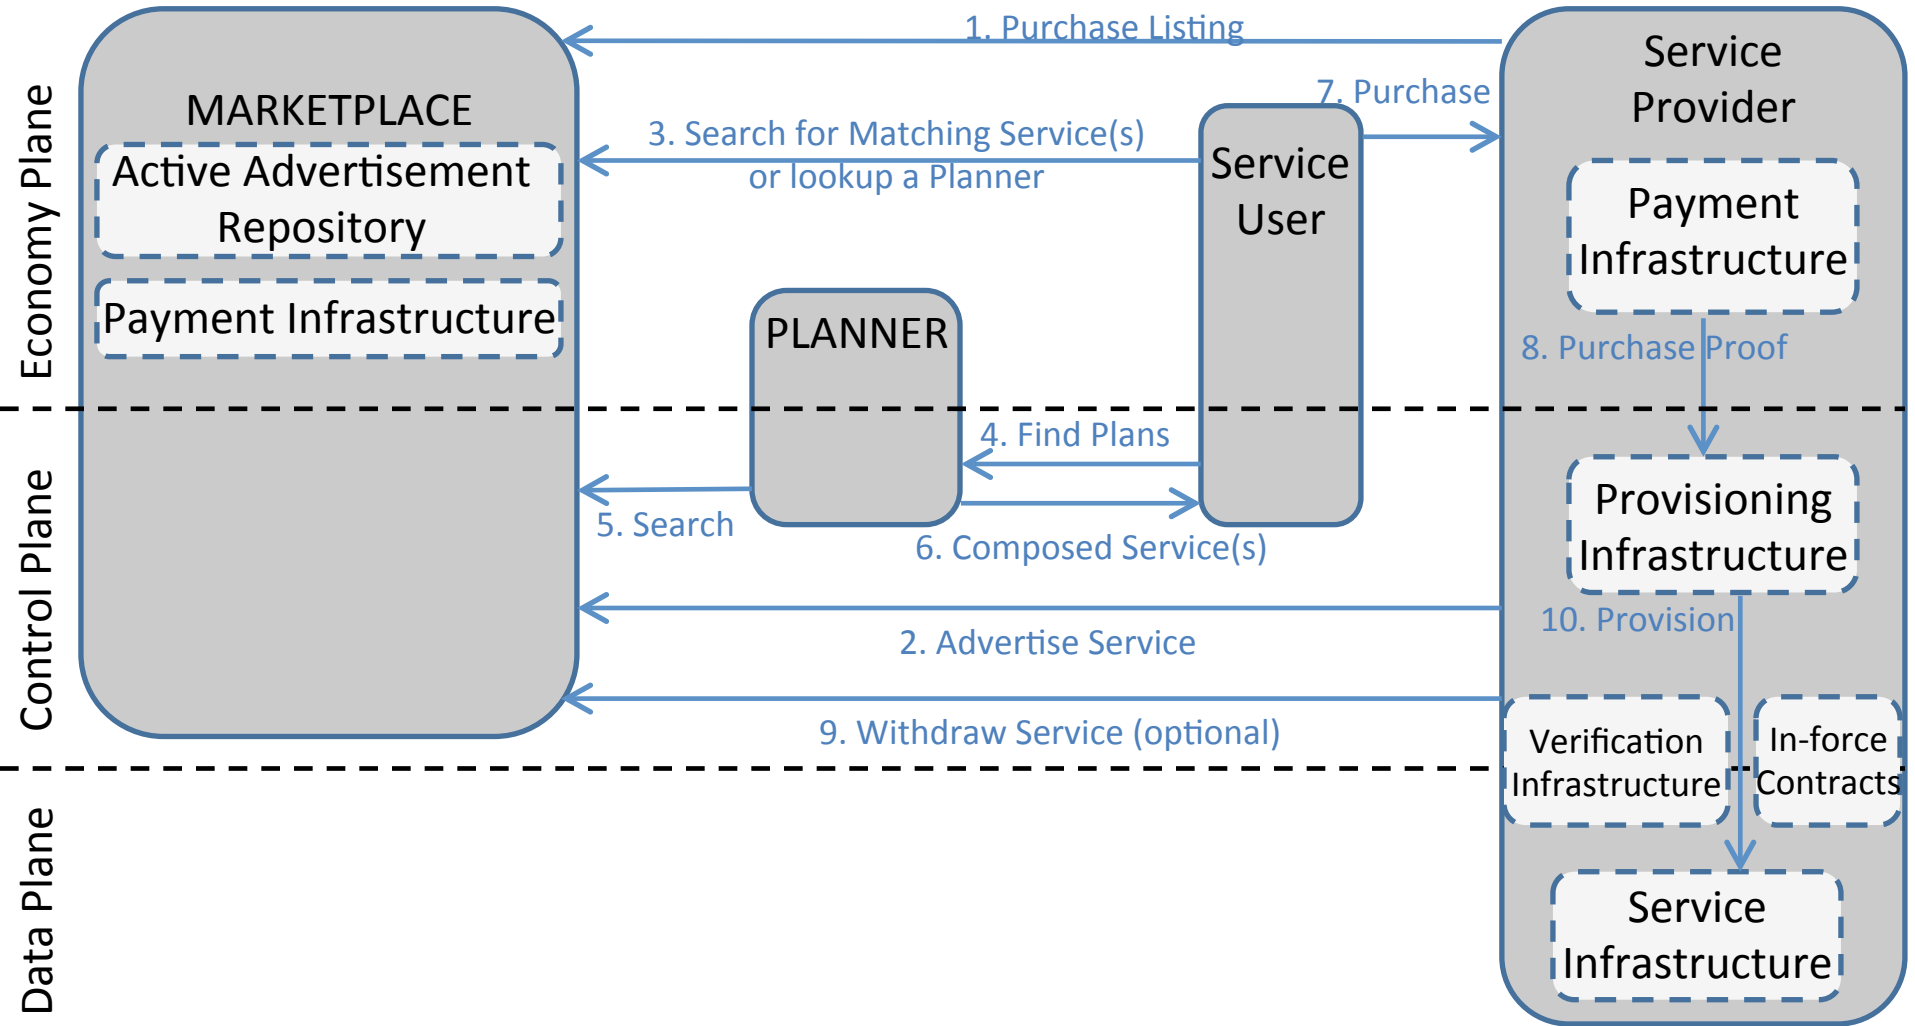 1. Purchase Listing
Service
Provider
MARKETPLACE
7. Purchase
3. Search for Matching Service(s)
or lookup a Planner
Active Advertisement
Repository
Service
User
Payment
Infrastructure
Payment Infrastructure
PLANNER
8. Purchase Proof
Economy Plane
4. Find Plans
5. Search
6. Composed Service(s)
Provisioning
Infrastructure
10. Provision
2. Advertise Service
9. Withdraw Service (optional)
Control Plane
Verification
Infrastructure
In-force
Contracts
Data Plane
Service
Infrastructure